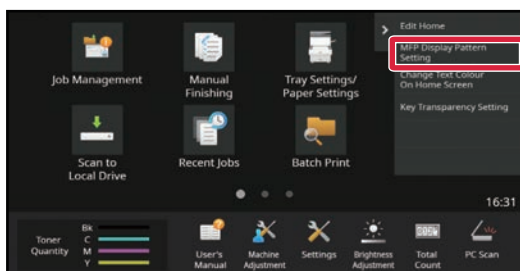 Edit Home
MFP Display Pattern
Setting
Change Text Colour
On Home Screen
Key Transparency Setting
Job Management
Manual
Finishing
Tray Settings/
Paper Settings
Scan to
Local Drive
Recent Jobs
Batch Print
16:31
Toner
Quantity
Bk
C
M
Y
User's
Manual
Machine
Adjustment
Settings
Brightness
Adjustment
Total
Count
PC Scan